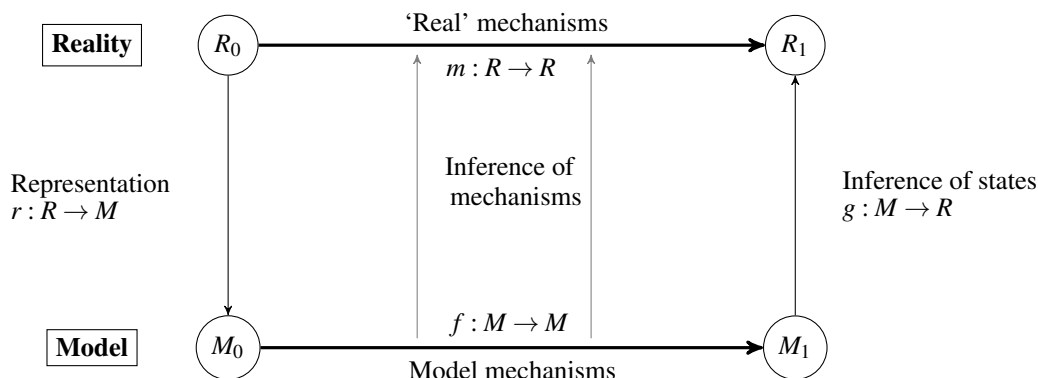 ‘Real’ mechanisms
Reality
R₀
R₁
m : R → R
Representation
r : R → M
Inference of
mechanisms
Inference of states
g : M → R
f : M → M
Model
M₀
M₁
Model mechanisms